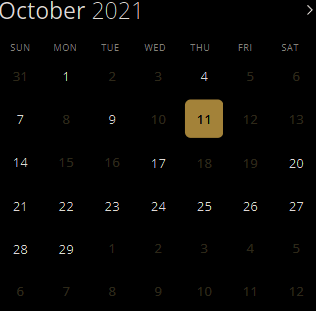 October 2021
SUN MON TUE WED THU FRI SAT
31 1 2 3 4 5 6
7 8 9 10 11 12 13
14 15 16 17 18 19 20
21 22 23 24 25 26 27
28 29 1 2 3 4 5
6 7 8 9 10 11 12